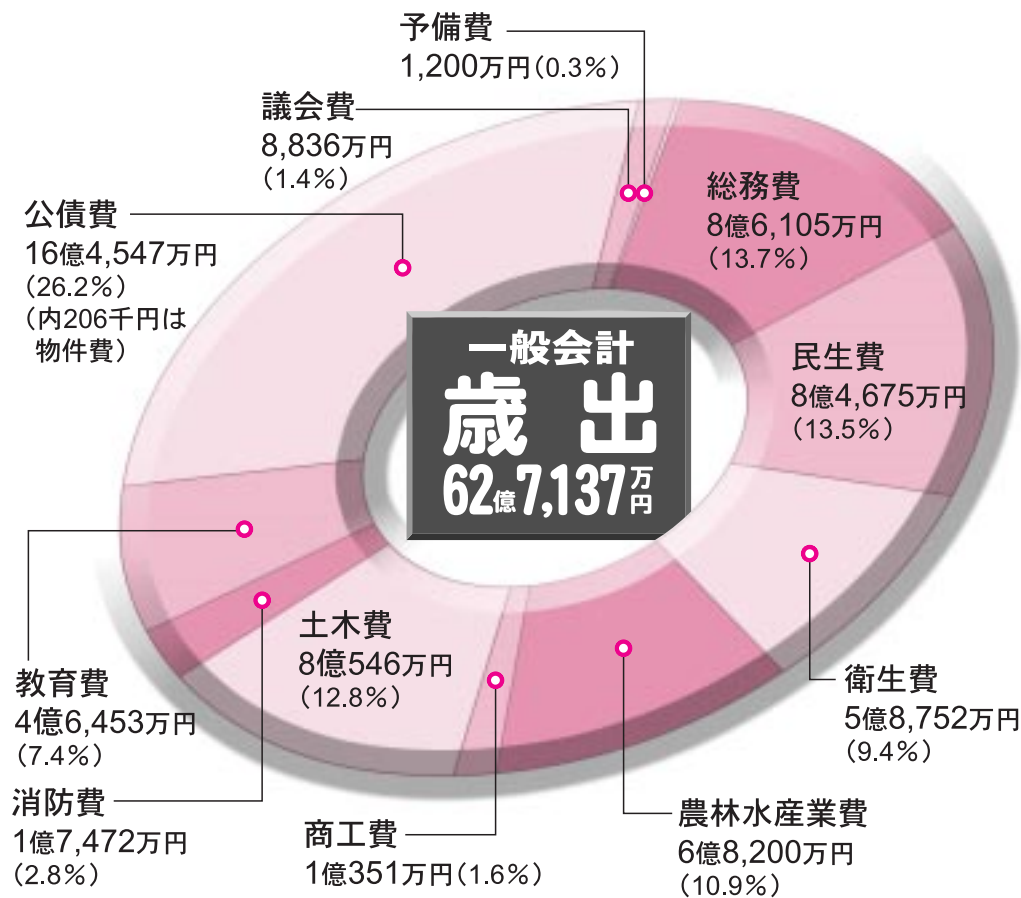 予備費
1,200万円(0.3%)
議会費
8,836万円
(1.4%)
公債費
16億4,547万円
(26.2%)
(内206千円は
物件費)
総務費
8億6,105万円
(13.7%)
民生費
8億4,675万円
(13.5%)
一般会計
歳出
62億7,137万円
衛生費
5億8,752万円
(9.4%)
農林水産業費
6億8,200万円
(10.9%)
商工費
1億351万円(1.6%)
土木費
8億546万円
(12.8%)
消防費
1億7,472万円
(2.8%)
教育費
4億6,453万円
(7.4%)